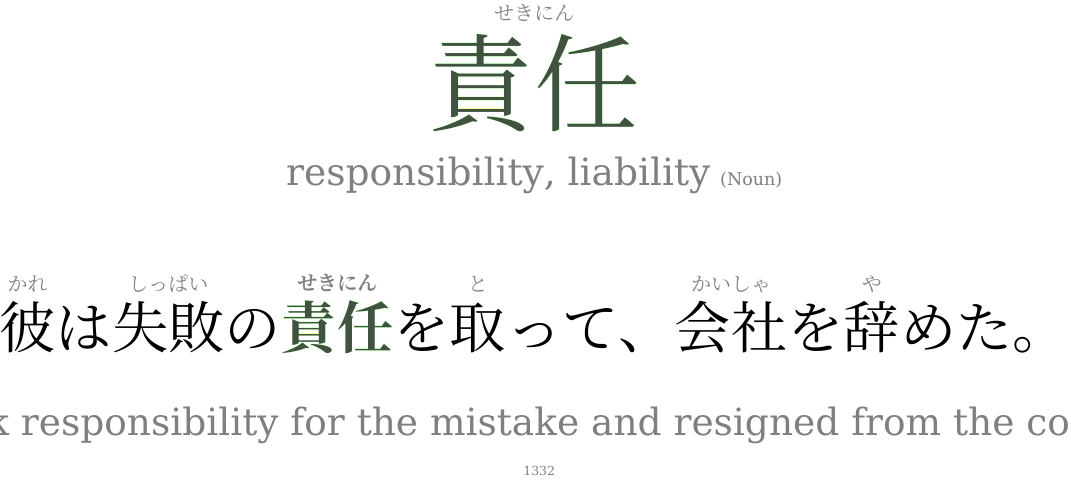 せきにん
責任
responsibility, liability (Noun)
かれ しっぱい せきにん と かいしゃ や
彼は失敗の責任を取って、会社を辞めた。
k responsibility for the mistake and resigned from the co
1332